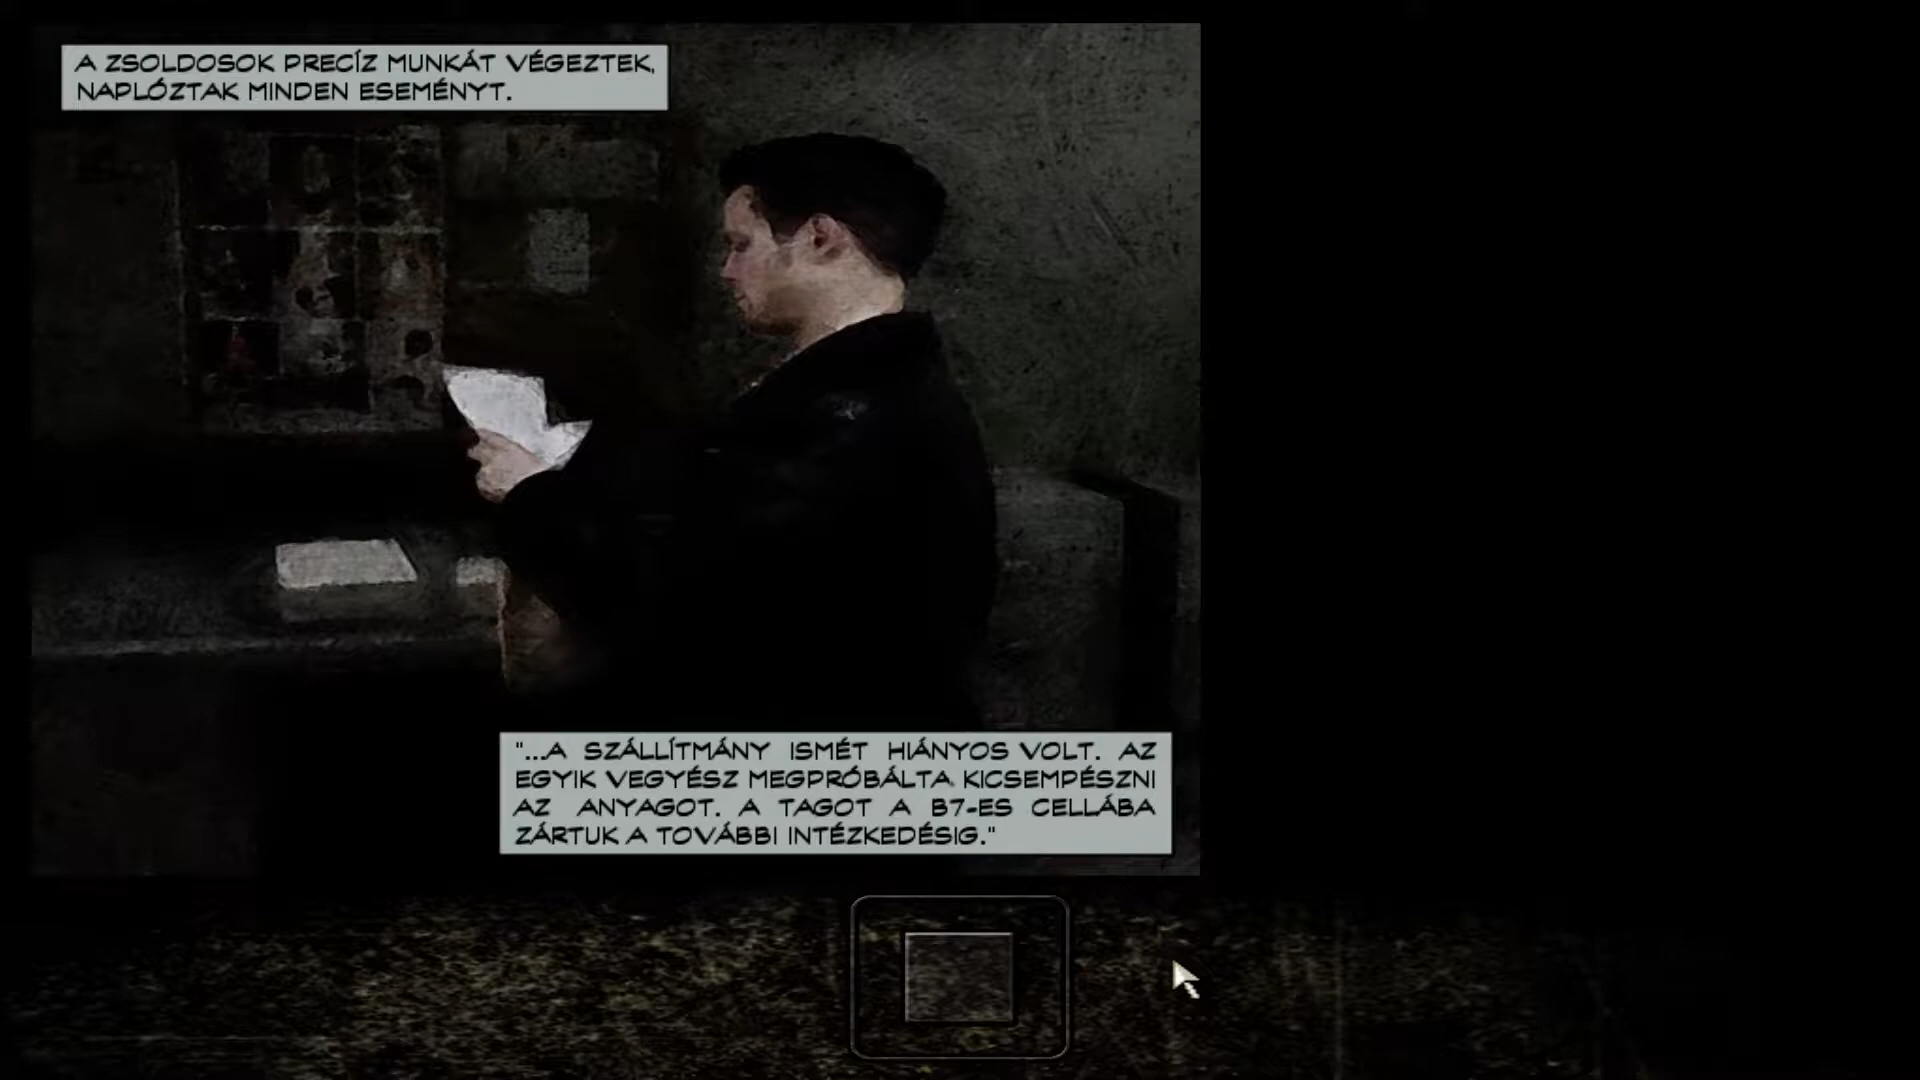 A ZSOLDOSOK PRECÍZ MUNKÁT VÉGEZTEK,
NAPLÓZTAK MINDEN ESEMÉNYT.
"...A SZÁLLÍTMÁNY ISMÉT HIÁNYOS VOLT. AZ
EGYIK VEGYÉSZ MEGPRÓBÁLTA KICSEMPÉSZNI
AZ ANYAGOT. A TAGOT A B7-ES CELLÁBA
ZÁRTUK A TOVÁBBI INTÉZKEDÉSIG."